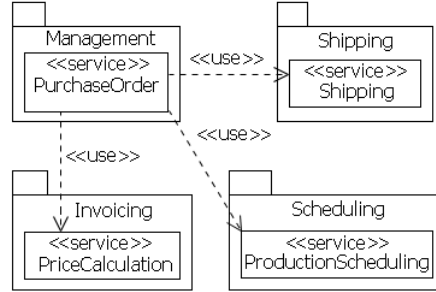 Management
<<service>>
PurchaseOrder
<<use>>
Shipping
<<service>>
Shipping
<<use>>
<<use>>
Invoicing
<<service>>
PriceCalculation
Scheduling
<<service>>
ProductionScheduling